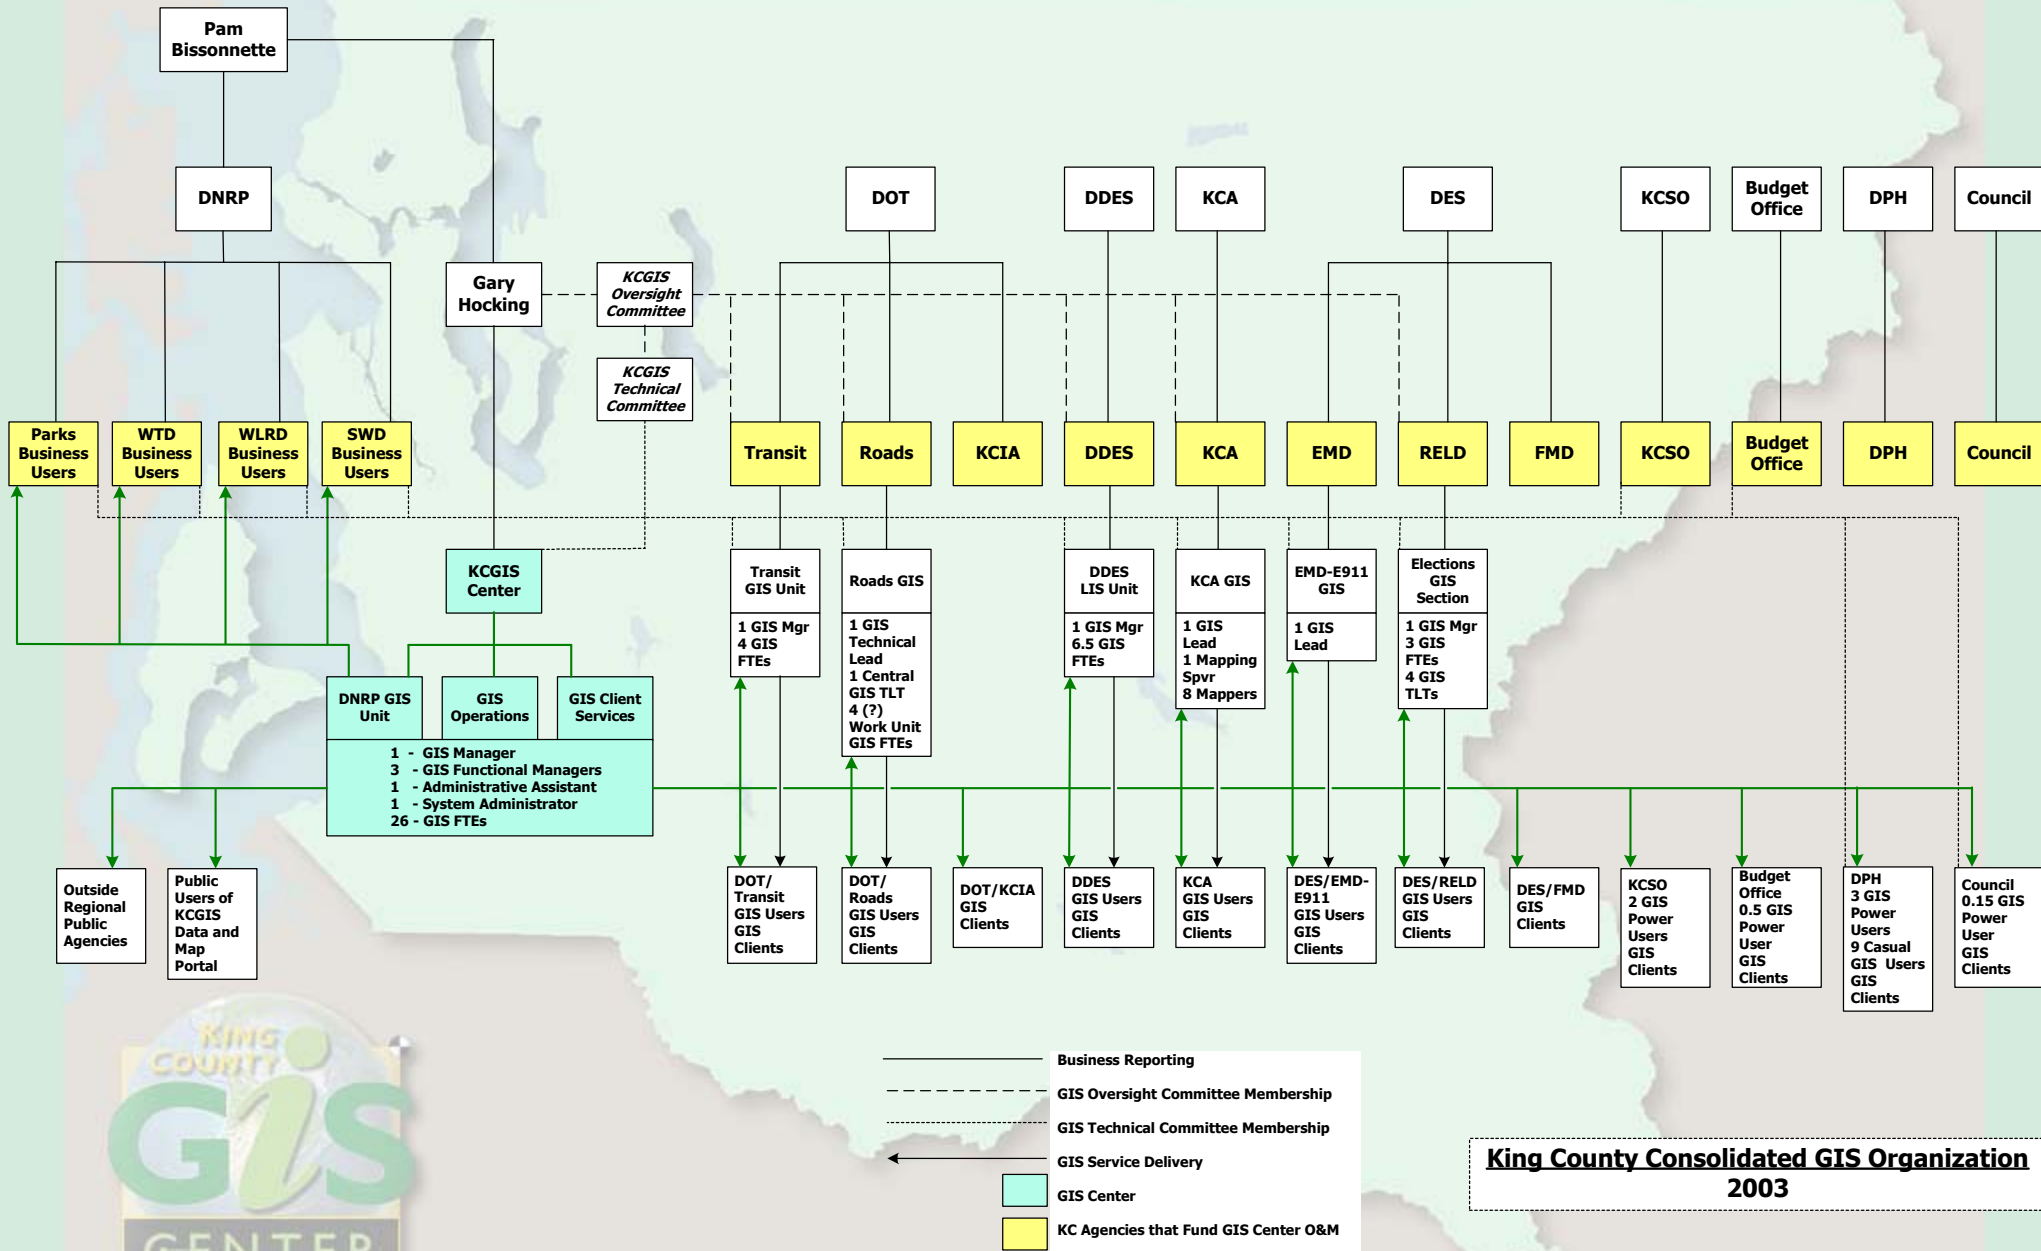 Pam
Bissonnette
DNRP
DOT
DDES
KCA
DES
KCSO
Budget
Office
DPH
Council
Gary
Hocking
KCGIS
Oversight
Committee
KCGIS
Technical
Committee
Parks
Business
Users
WTD
Business
Users
WLRD
Business
Users
SWD
Business
Users
Transit
Roads
KCIA
DDES
KCA
EMD
RELD
FMD
KCSO
Budget
Office
DPH
Council
KCGIS
Center
Transit
GIS Unit
1 GIS Mgr
4 GIS
FTEs
Roads GIS
1 GIS
Technical
Lead
1 Central
GIS TLT
4 (?)
Work Unit
GIS FTEs
DDES
LIS Unit
1 GIS Mgr
6.5 GIS
FTEs
KCA GIS
1 GIS
Lead
1 Mapping
Spvr
8 Mappers
EMD-E911
GIS
1 GIS
Lead
Elections
GIS
Section
1 GIS Mgr
3 GIS
FTEs
4 GIS
TLTs
DNRP GIS
Unit
GIS
Operations
GIS Client
Services
1 - GIS Manager
3 - GIS Functional Managers
1 - Administrative Assistant
1 - System Administrator
26 - GIS FTEs
Outside
Regional
Public
Agencies
Public
Users of
KCGIS
Data and
Map
Portal
DOT/
Transit
GIS Users
GIS
Clients
DOT/
Roads
GIS Users
GIS
Clients
DOT/KCIA
GIS
Clients
DDES
GIS Users
GIS
Clients
KCA
GIS Users
GIS
Clients
DES/EMD-
E911
GIS Users
GIS
Clients
DES/RELD
GIS Users
GIS
Clients
DES/FMD
GIS
Clients
KCSO
2 GIS
Power
Users
GIS
Clients
Budget
Office
0.5 GIS
Power
User
GIS
Clients
DPH
3 GIS
Power
Users
9 Casual
GIS Users
GIS
Clients
Council
0.15 GIS
Power
User
GIS
Clients
KING
COUNTY
GIS
CENTER
Business Reporting
GIS Oversight Committee Membership
GIS Technical Committee Membership
GIS Service Delivery
GIS Center
KC Agencies that Fund GIS Center O&M
King County Consolidated GIS Organization
2003